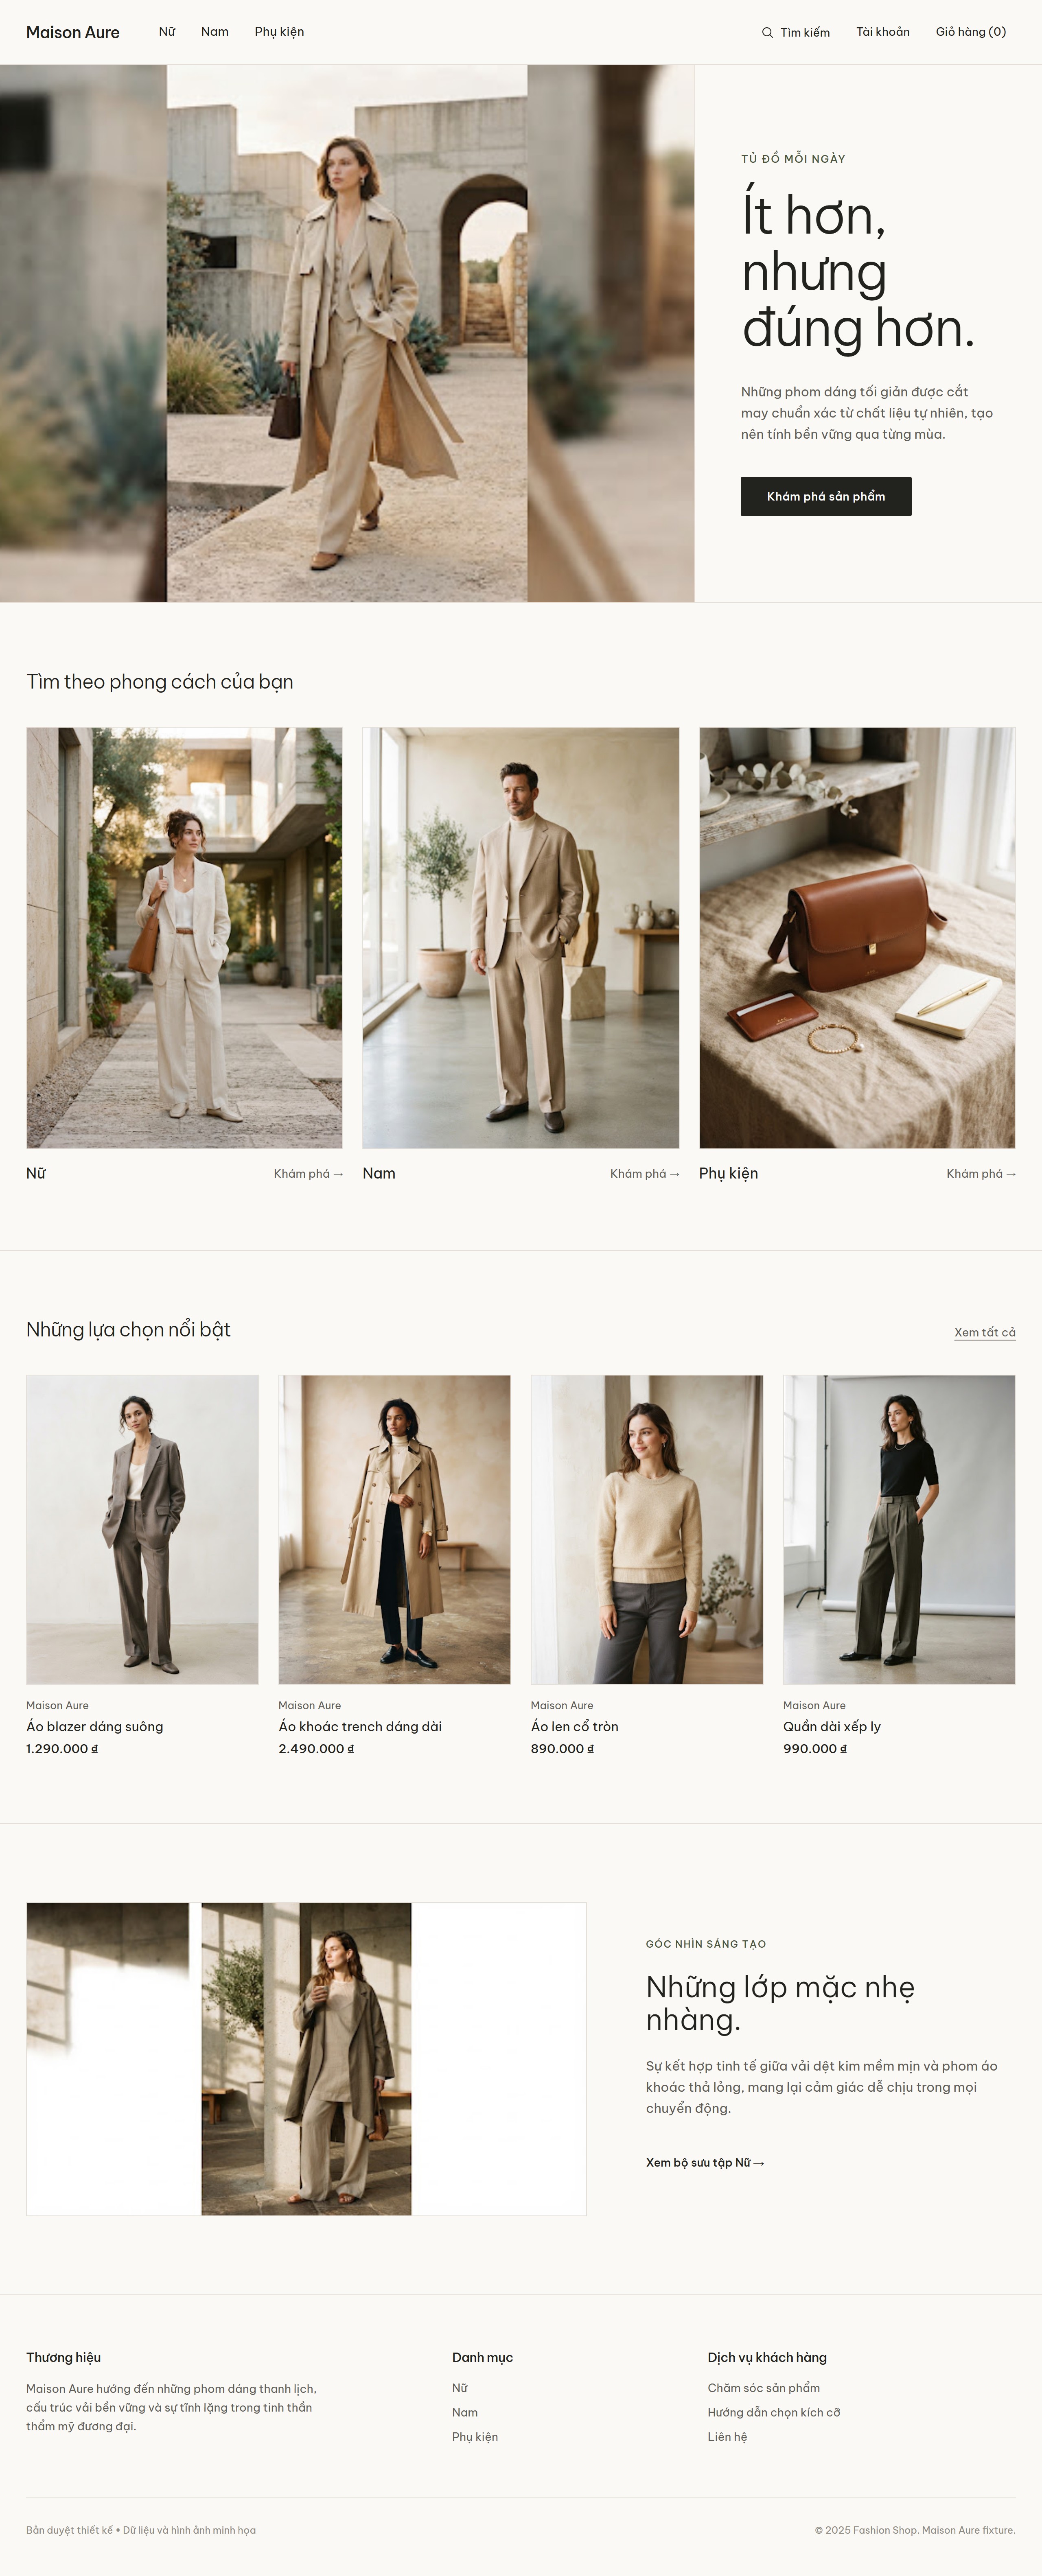 Maison Aure
Nữ
Nam
Phụ kiện
Tìm kiếm
Tài khoản
Giỏ hàng (0)
TỦ ĐỒ MỖI NGÀY
Ít hơn,
nhưng
đúng hơn.
Những phom dáng tối giản được cắt
may chuẩn xác từ chất liệu tự nhiên, tạo
nên tính bền vững qua từng mùa.
Khám phá sản phẩm
Tìm theo phong cách của bạn
Nữ
Khám phá →
Nam
Khám phá →
Phụ kiện
Khám phá →
Những lựa chọn nổi bật
Xem tất cả
Maison Aure
Áo blazer dáng suông
1.290.000 ₫
Maison Aure
Áo khoác trench dáng dài
2.490.000 ₫
Maison Aure
Áo len cổ tròn
890.000 ₫
Maison Aure
Quần dài xếp ly
990.000 ₫
GÓC NHÌN SÁNG TẠO
Những lớp mặc nhẹ
nhàng.
Sự kết hợp tinh tế giữa vải dệt kim mềm mịn và phom áo
khoác thả lỏng, mang lại cảm giác dễ chịu trong mọi
chuyển động.
Xem bộ sưu tập Nữ →
Thương hiệu
Maison Aure hướng đến những phom dáng thanh lịch,
cấu trúc vải bền vững và sự tĩnh lặng trong tinh thần
thẩm mỹ đương đại.
Danh mục
Nữ
Nam
Phụ kiện
Dịch vụ khách hàng
Chăm sóc sản phẩm
Hướng dẫn chọn kích cỡ
Liên hệ
Bản duyệt thiết kế • Dữ liệu và hình ảnh minh họa
© 2025 Fashion Shop. Maison Aure fixture.